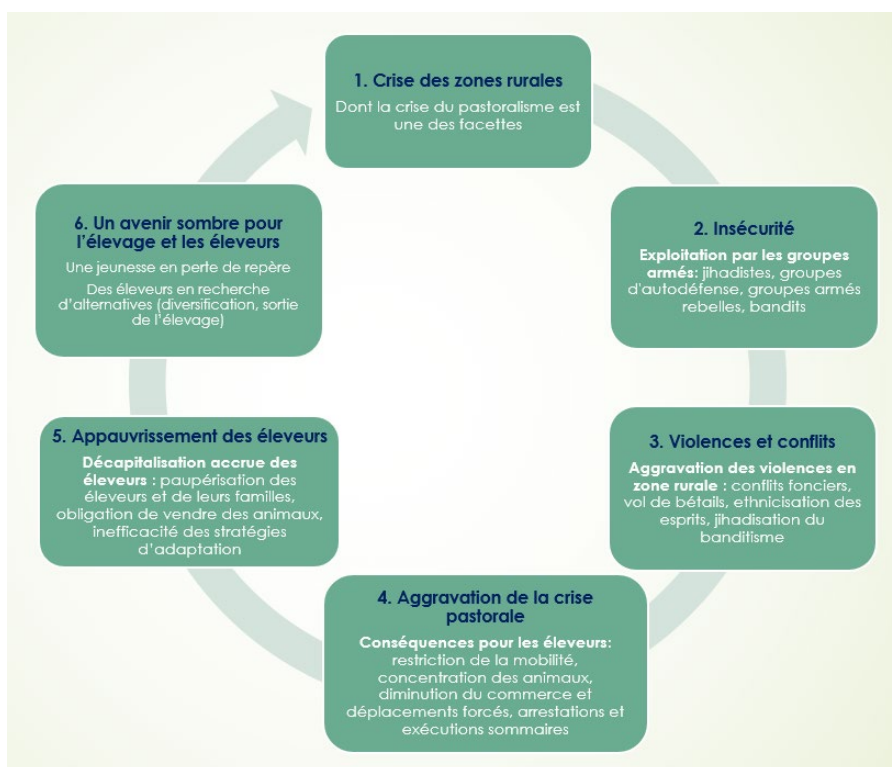 1. Crise des zones rurales
Dont la crise du pastoralisme est
une des facettes
2. Insécurité
Exploitation par les groupes
armés: jihadistes, groupes
d'autodéfense, groupes armés
rebelles, bandits
3. Violences et conflits
Aggravation des violences en
zone rurale : conflits fonciers,
vol de bétails, ethnicisation des
esprits, jihadisation du
banditisme
4. Aggravation de la crise
pastorale
Conséquences pour les éleveurs:
restriction de la mobilité,
concentration des animaux,
diminution du commerce et
déplacements forcés, arrestations et
exécutions sommaires
5. Appauvrissement des éleveurs
Décapitalisation accrue des
éleveurs : paupérisation des
éleveurs et de leurs familles,
obligation de vendre des animaux,
inefficacité des stratégies
d'adaptation
6. Un avenir sombre pour
l'élevage et les éleveurs
Une jeunesse en perte de repère
Des éleveurs en recherche
d'alternatives (diversification, sortie
de l'élevage)